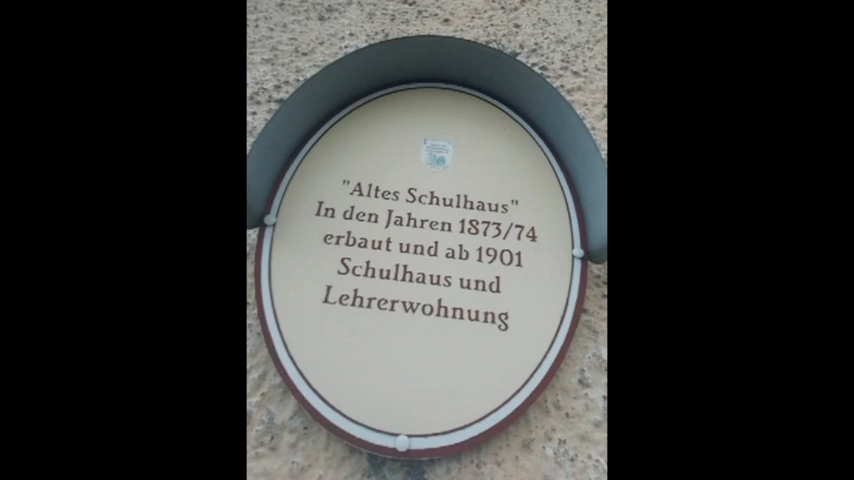 "Altes Schulhaus"
In den Jahren 1873/74
erbaut und ab 1901
Schulhaus und
Lehrerwohnung